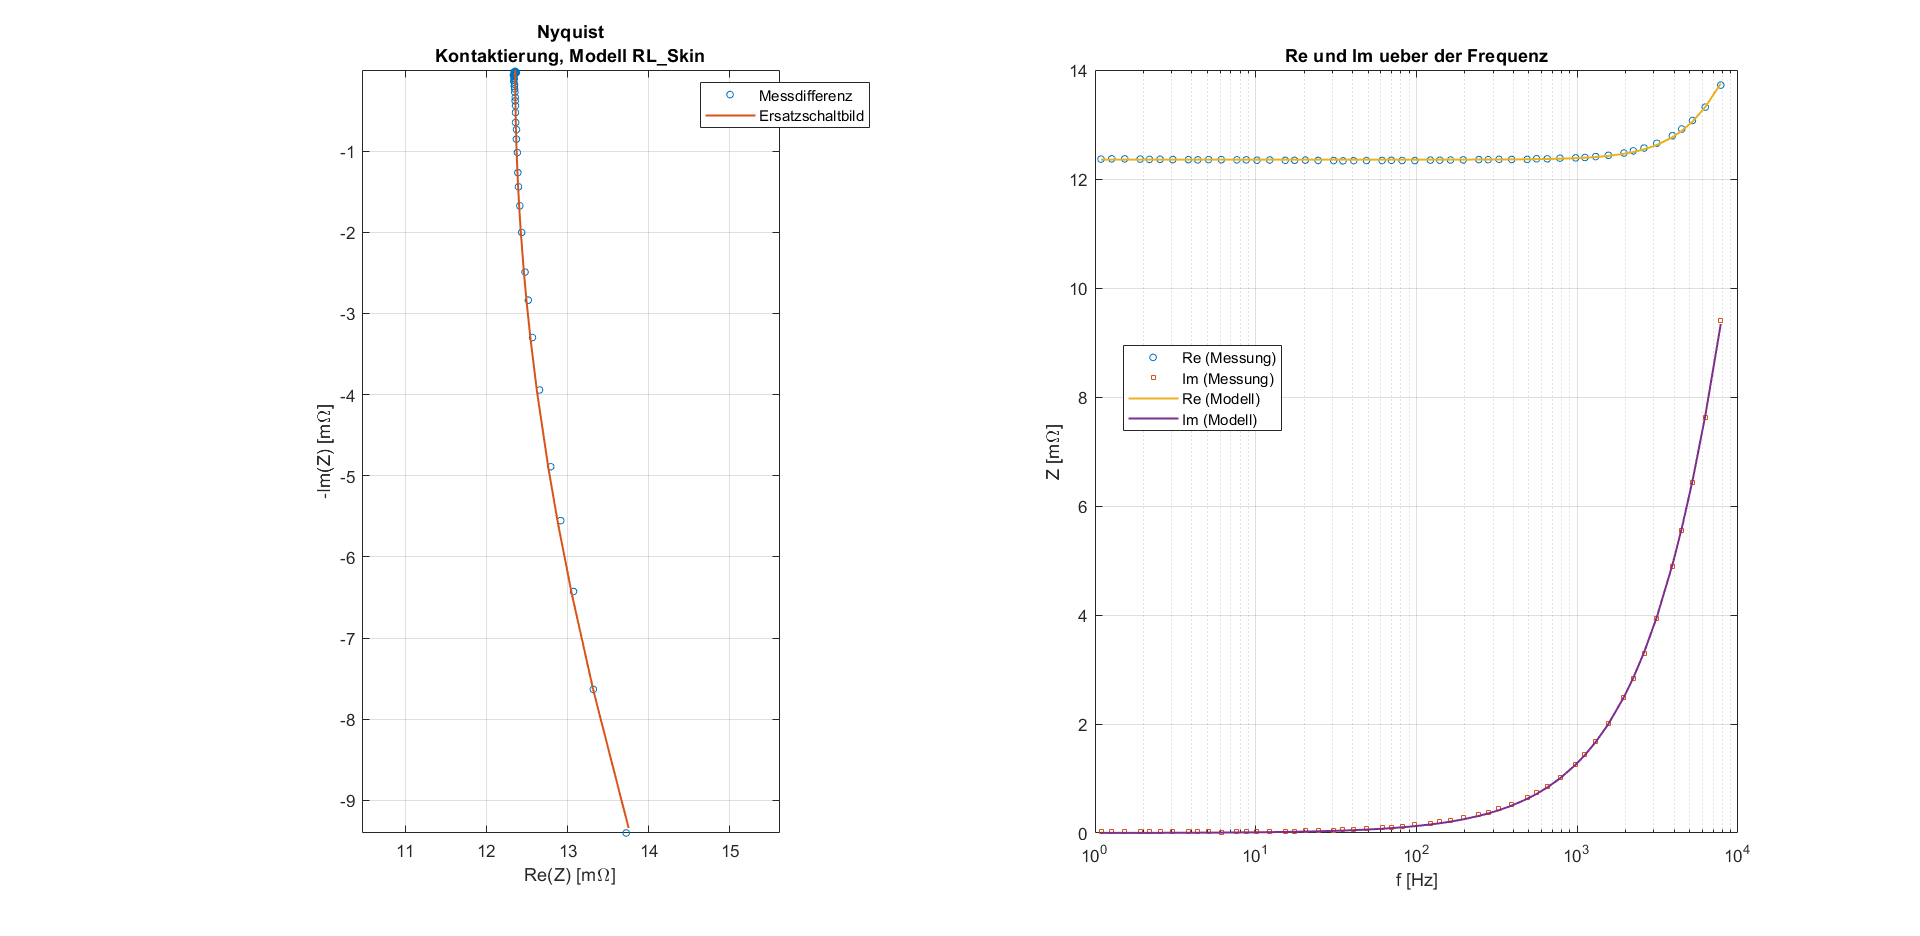 Nyquist
Kontaktierung, Modell RL_Skin
Messdifferenz
Ersatzschaltbild
-1
-2
-3
-4
-5
-6
-7
-8
-9
-Im(Z) [mΩ]
11 12 13 14 15
Re(Z) [mΩ]
Re und Im ueber der Frequenz
14
12
10
8
6
4
2
0
Z [mΩ]
Re (Messung)
Im (Messung)
Re (Modell)
Im (Modell)
10^0 10^1 10^2 10^3 10^4
f [Hz]